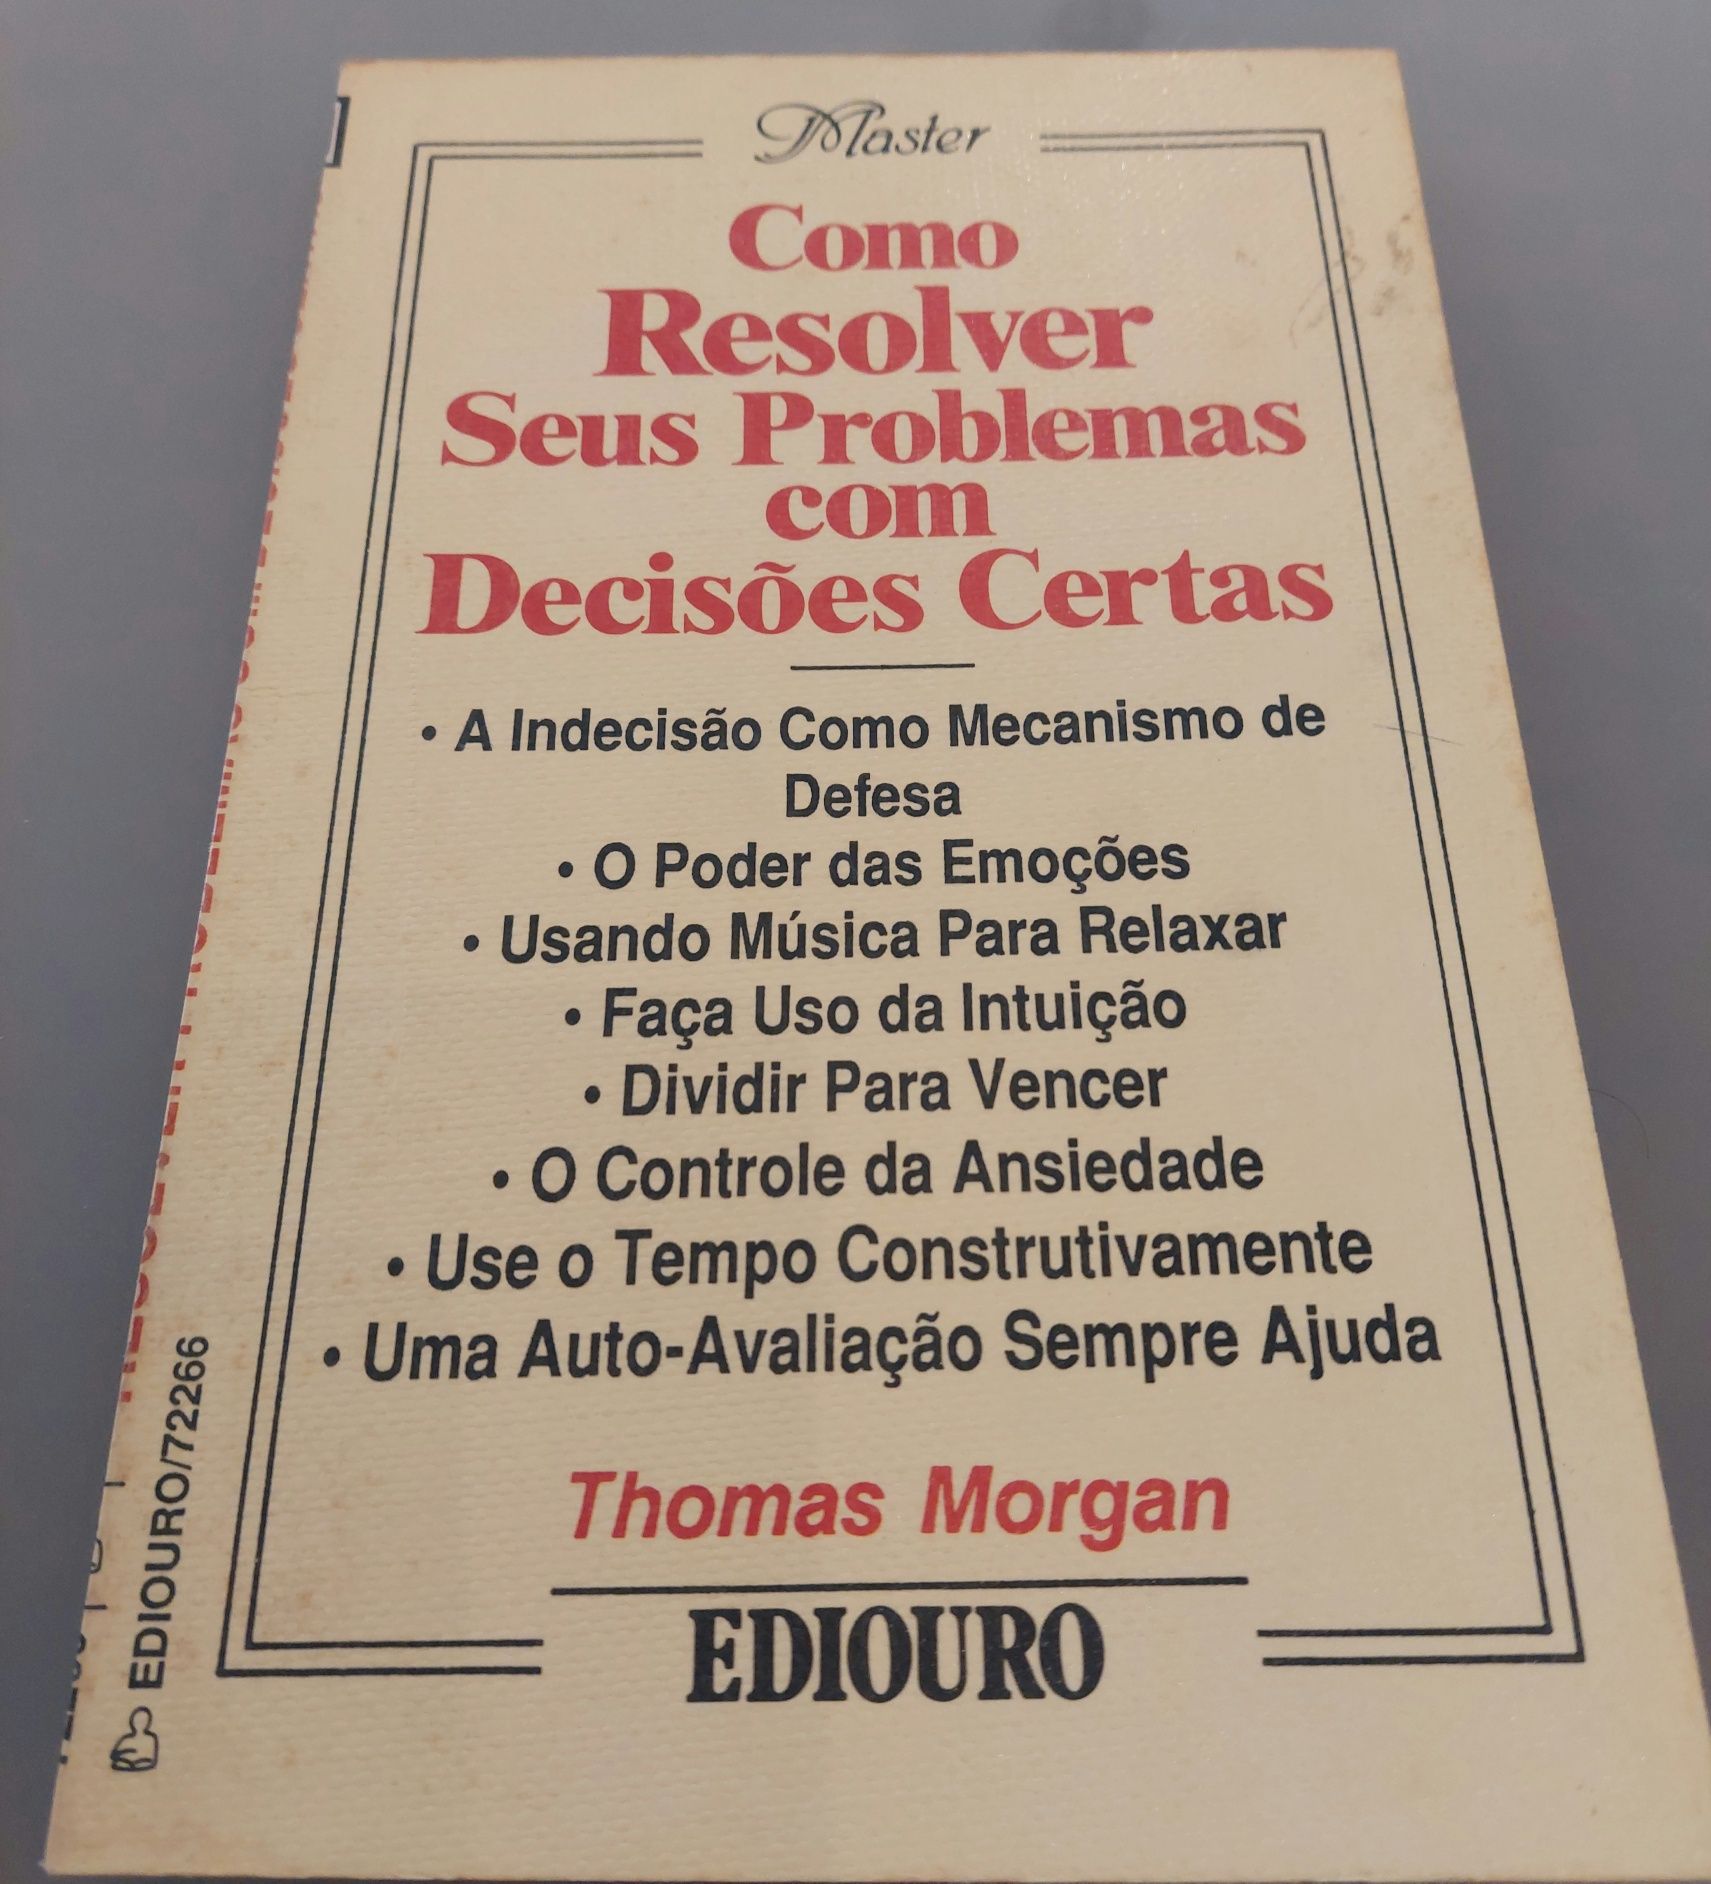 Master
Como
Resolver
Seus Problemas
com
Decisões Certas
• A Indecisão Como Mecanismo de
Defesa
• O Poder das Emoções
• Usando Música Para Relaxar
• Faça Uso da Intuição
• Dividir Para Vencer
• O Controle da Ansiedade
• Use o Tempo Construtivamente
• Uma Auto-Avaliação Sempre Ajuda
Thomas Morgan
EDIOURO
EDIOURO/72266